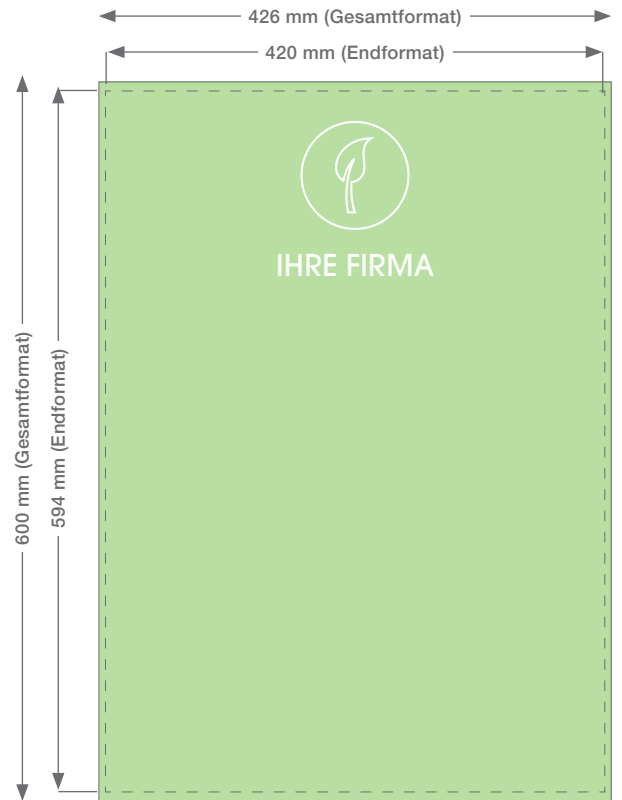 426 mm (Gesamtformat)
420 mm (Endformat)
600 mm (Gesamtformat)
594 mm (Endformat)
IHRE FIRMA